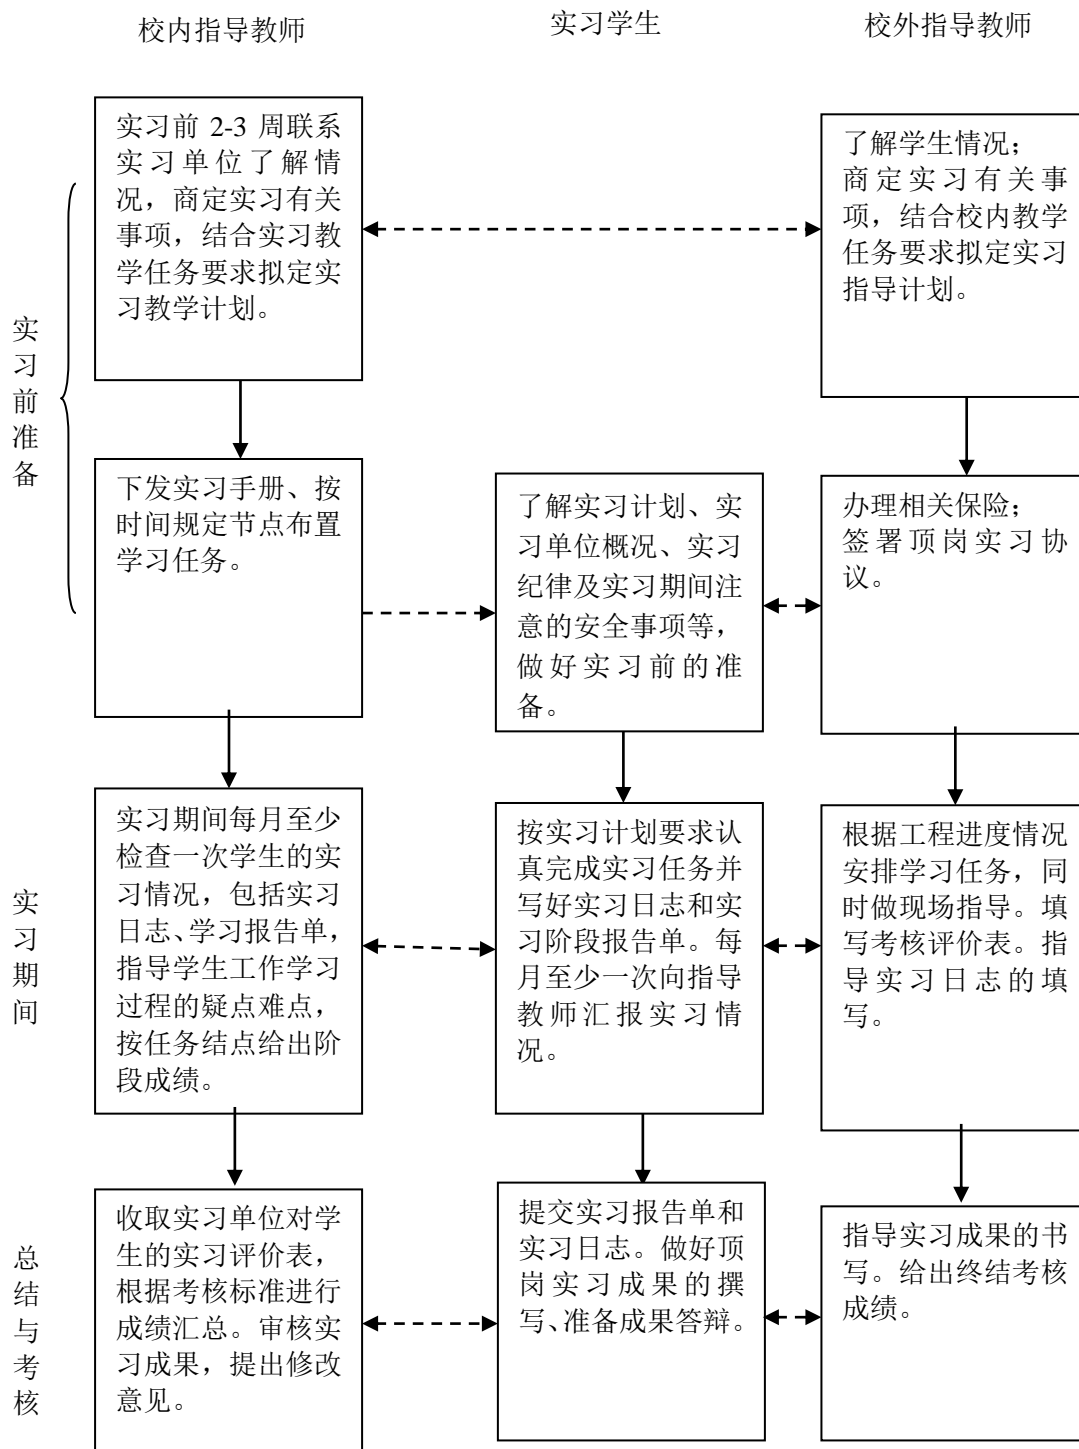 校内指导教师
实习学生
校外指导教师
实习前准备
实习前 2-3 周联系
实习单位了解情
况，商定实习有关
事项，结合实习教
学任务要求拟定实
习教学计划。
了解学生情况；
商定实习有关事
项，结合校内教学
任务要求拟定实习
指导计划。
下发实习手册、按
时间规定节点布置
学习任务。
了解实习计划、实
习单位概况、实习
纪律及实习期间注
意的安全事项等，
做好实习前的准
备。
办理相关保险；
签署顶岗实习协
议。
实习期间
实习期间每月至少
检查一次学生的实
习情况，包括实习
日志、学习报告单，
指导学生工作学习
过程的疑点难点，
按任务结点给出阶
段成绩。
按实习计划要求认
真完成实习任务并
写好实习日志和实
习阶段报告单。每
月至少一次向指导
教师汇报实习情
况。
根据工程进度情况
安排学习任务，同
时做现场指导。填
写考核评价表。指
导实习日志的填
写。
总结与考核
收取实习单位对学
生的实习评价表，
根据考核标准进行
成绩汇总。审核实
习成果，提出修改
意见。
提交实习报告单和
实习日志。做好顶
岗实习成果的撰
写、准备成果答辩。
指导实习成果的书
写。给出终结考核
成绩。